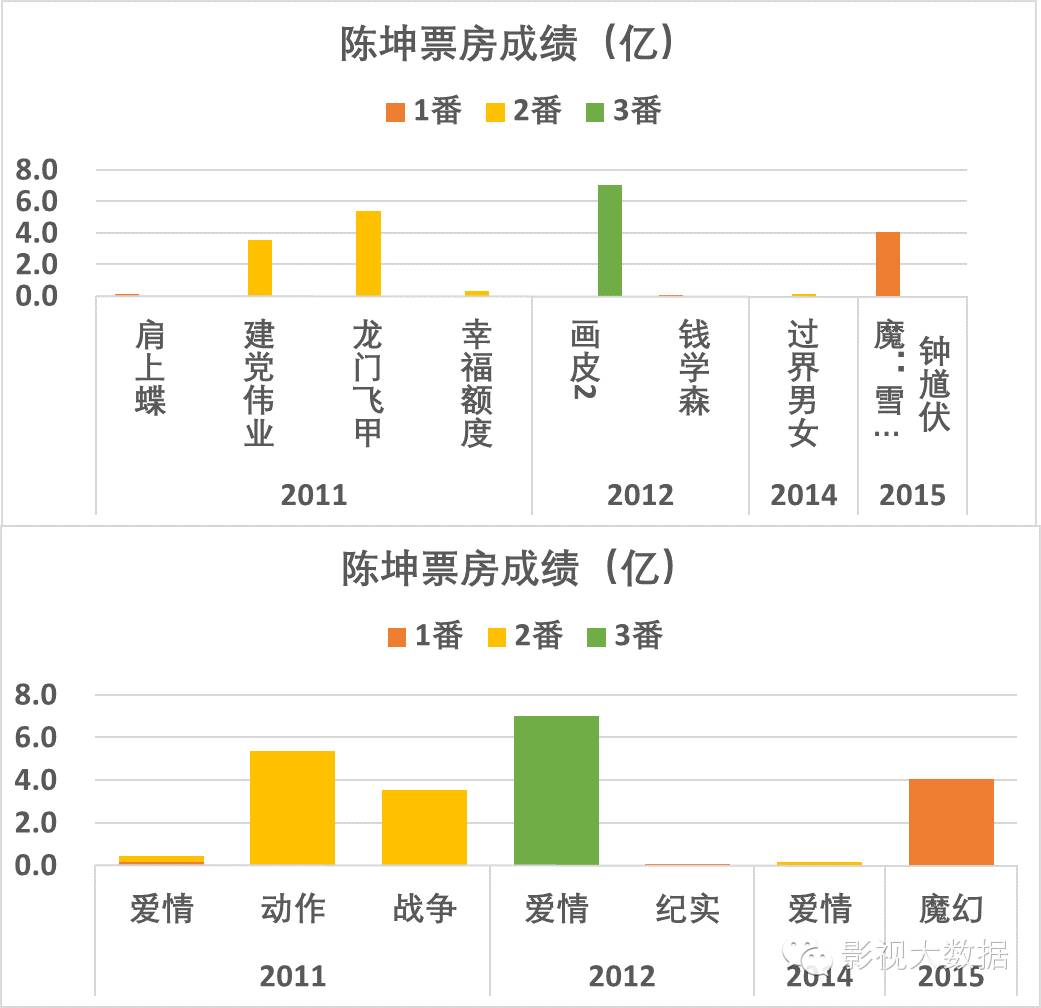 陈坤票房成绩（亿）
1番 2番 3番
8.0
6.0
4.0
2.0
0.0
肩上蝶
建党伟业
龙门飞甲
幸福额度
画皮2
钱学森
过界男女
钟馗伏
魔：雪…
2011 2012 2014 2015
陈坤票房成绩（亿）
1番 2番 3番
8.0
6.0
4.0
2.0
0.0
爱情 动作 战争 爱情 纪实 爱情 魔幻
2011 2012 2014 2015
影视大数据